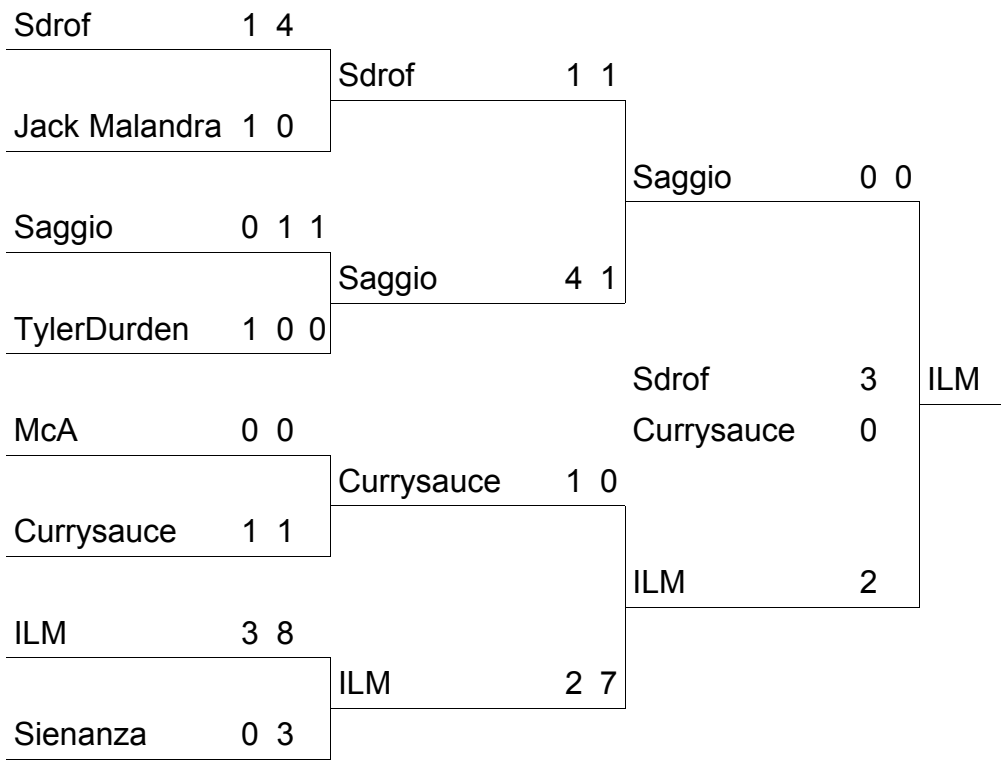 Sdrof 1 4
Sdrof 1 1
Jack Malandra 1 0
Saggio 0 0
Saggio 0 1 1
Saggio 4 1
TylerDurden 1 0 0
Sdrof 3 ILM
McA 0 0
Currysauce 0
Currysauce 1 0
Currysauce 1 1
ILM 2
ILM 3 8
ILM 2 7
Sienanza 0 3